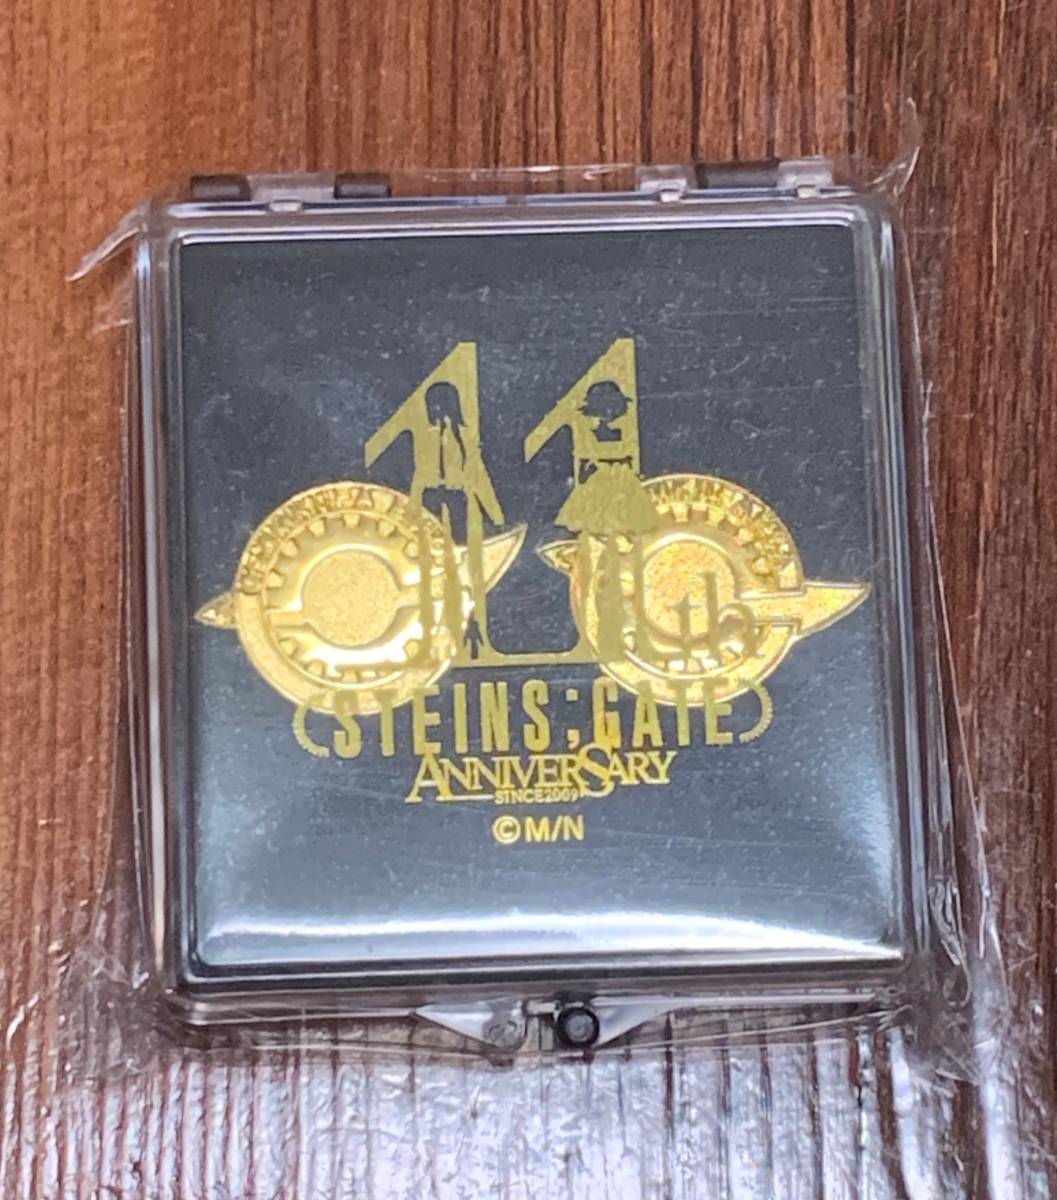 11th
STEINS;GATE
ANNIVERSARY
SINCE2009
©M/N